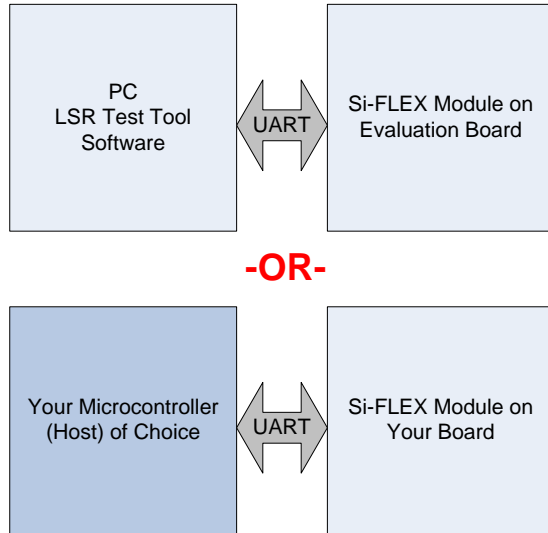 PC
LSR Test Tool
Software
UART
Si-FLEX Module on
Evaluation Board
-OR-
Your Microcontroller
(Host) of Choice
UART
Si-FLEX Module on
Your Board